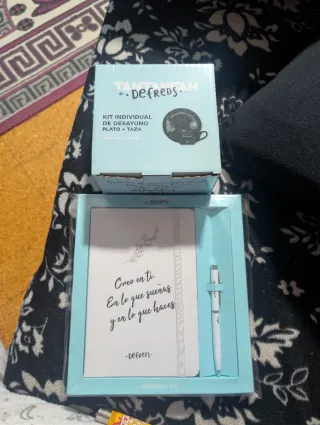 TANTANFAN
·DEFREDS·
KIT INDIVIDUAL
DE DESAYUNO
PLATO + TAZA
Creo en ti.
En lo que sueñas
y en lo que haces.
·DEFREDS·